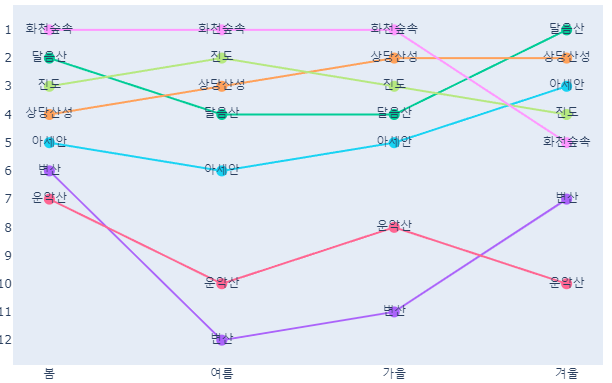 1 화천숲속 화천숲속 화천숲속 달음산
2 달음산 진도 상당산성 상당산성
3 진도 상당산성 진도 아세안
4 상당산성 달음산 달음산 진도
5 아세안 아세안 화천숲속
6 변산 아세안
7 운악산 변산
8 운악산
9
10 운악산 운악산
11 변산
12 변산
봄 여름 가을 겨울